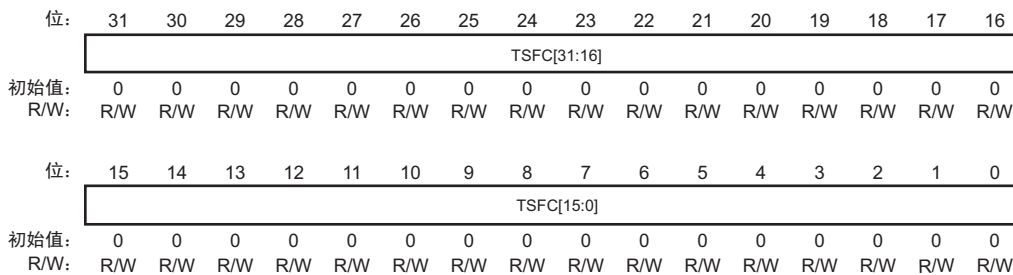 位： 31 30 29 28 27 26 25 24 23 22 21 20 19 18 17 16
TSFC[31:16]
初始值： 0 0 0 0 0 0 0 0 0 0 0 0 0 0 0 0
R/W： R/W R/W R/W R/W R/W R/W R/W R/W R/W R/W R/W R/W R/W R/W R/W R/W
位： 15 14 13 12 11 10 9 8 7 6 5 4 3 2 1 0
TSFC[15:0]
初始值： 0 0 0 0 0 0 0 0 0 0 0 0 0 0 0 0
R/W： R/W R/W R/W R/W R/W R/W R/W R/W R/W R/W R/W R/W R/W R/W R/W R/W